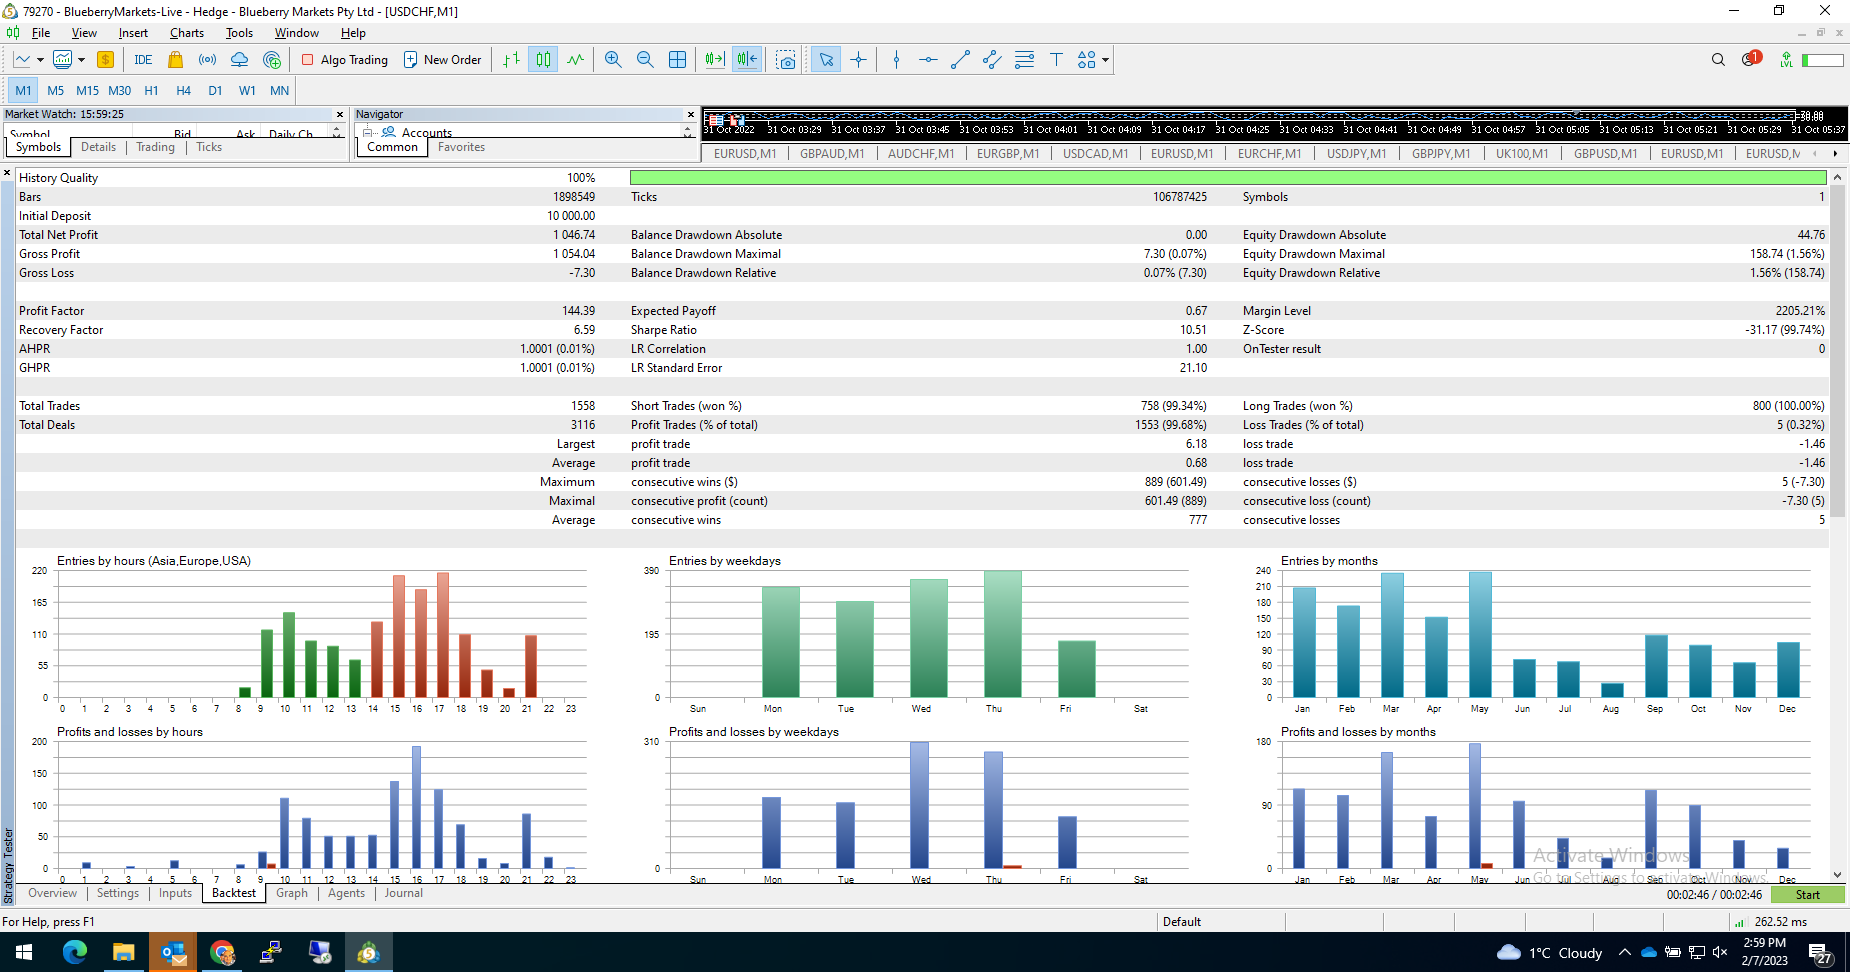 79270 - BlueberryMarkets-Live - Hedge - Blueberry Markets Pty Ltd - [USDCHF,M1]
File View Insert Charts Tools Window Help
IDE Algo Trading New Order 1 LVL
M1 M5 M15 M30 H1 H4 D1 W1 MN
Market Watch: 15:59:25
Symbol Bid Ask Daily Ch...
Symbols Details Trading Ticks
Navigator
Accounts
Common Favorites
31 Oct 2022 31 Oct 03:29 31 Oct 03:37 31 Oct 03:45 31 Oct 03:53 31 Oct 04:01 31 Oct 04:09 31 Oct 04:17 31 Oct 04:25 31 Oct 04:33 31 Oct 04:41 31 Oct 04:49 31 Oct 04:57 31 Oct 05:05 31 Oct 05:13 31 Oct 05:21 31 Oct 05:29 31 Oct 05:37
EURUSD,M1 GBPAUD,M1 AUDCHF,M1 EURGBP,M1 USDCAD,M1 EURUSD,M1 EURCHF,M1 USDJPY,M1 GBPJPY,M1 UK100,M1 GBPUSD,M1 EURUSD,M1 EURUSD,M
History Quality 100%
Bars 1898549 Ticks 106787425 Symbols 1
Initial Deposit 10 000.00
Total Net Profit 1 046.74 Balance Drawdown Absolute 0.00 Equity Drawdown Absolute 44.76
Gross Profit 1 054.04 Balance Drawdown Maximal 7.30 (0.07%) Equity Drawdown Maximal 158.74 (1.56%)
Gross Loss -7.30 Balance Drawdown Relative 0.07% (7.30) Equity Drawdown Relative 1.56% (158.74)
Profit Factor 144.39 Expected Payoff 0.67 Margin Level 2205.21%
Recovery Factor 6.59 Sharpe Ratio 10.51 Z-Score -31.17 (99.74%)
AHPR 1.0001 (0.01%) LR Correlation 1.00 OnTester result 0
GHPR 1.0001 (0.01%) LR Standard Error 21.10
Total Trades 1558 Short Trades (won %) 758 (99.34%) Long Trades (won %) 800 (100.00%)
Total Deals 3116 Profit Trades (% of total) 1553 (99.68%) Loss Trades (% of total) 5 (0.32%)
Largest profit trade 6.18 loss trade -1.46
Average profit trade 0.68 loss trade -1.46
Maximum consecutive wins ($) 889 (601.49) consecutive losses ($) 5 (-7.30)
Maximal consecutive profit (count) 601.49 (889) consecutive loss (count) -7.30 (5)
Average consecutive wins 777 consecutive losses 5
Entries by hours (Asia,Europe,USA)
220
165
110
55
0
0 1 2 3 4 5 6 7 8 9 10 11 12 13 14 15 16 17 18 19 20 21 22 23
Entries by weekdays
390
195
0
Sun Mon Tue Wed Thu Fri Sat
Entries by months
240
210
180
150
120
90
60
30
0
Jan Feb Mar Apr May Jun Jul Aug Sep Oct Nov Dec
Profits and losses by hours
200
150
100
50
0
0 1 2 3 4 5 6 7 8 9 10 11 12 13 14 15 16 17 18 19 20 21 22 23
Profits and losses by weekdays
310
0
Sun Mon Tue Wed Thu Fri Sat
Profits and losses by months
180
90
0
Jan Feb Mar Apr May Jun Jul Aug Sep Oct Nov Dec
Activate Windows
Go to Settings to activate Windows.
Strategy Tester
Overview Settings Inputs Backtest Graph Agents Journal
00:02:46 / 00:02:46 Start
For Help, press F1 Default 262.52 ms
1°C Cloudy
2:59 PM
2/7/2023
27